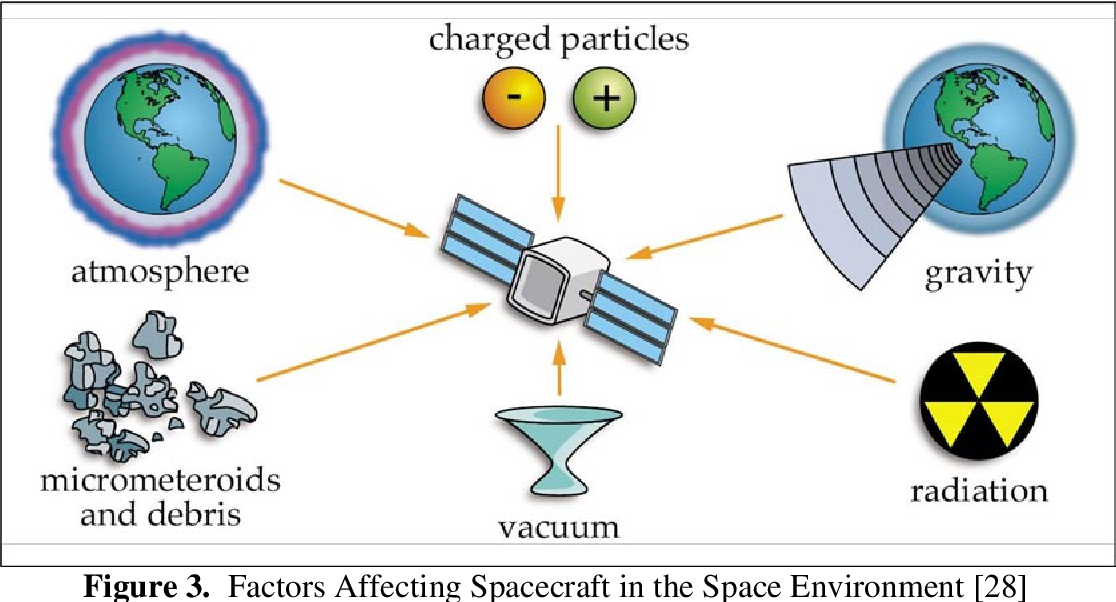 charged particles
- +
atmosphere
gravity
micrometeroids
and debris
vacuum
radiation
Figure 3. Factors Affecting Spacecraft in the Space Environment [28]